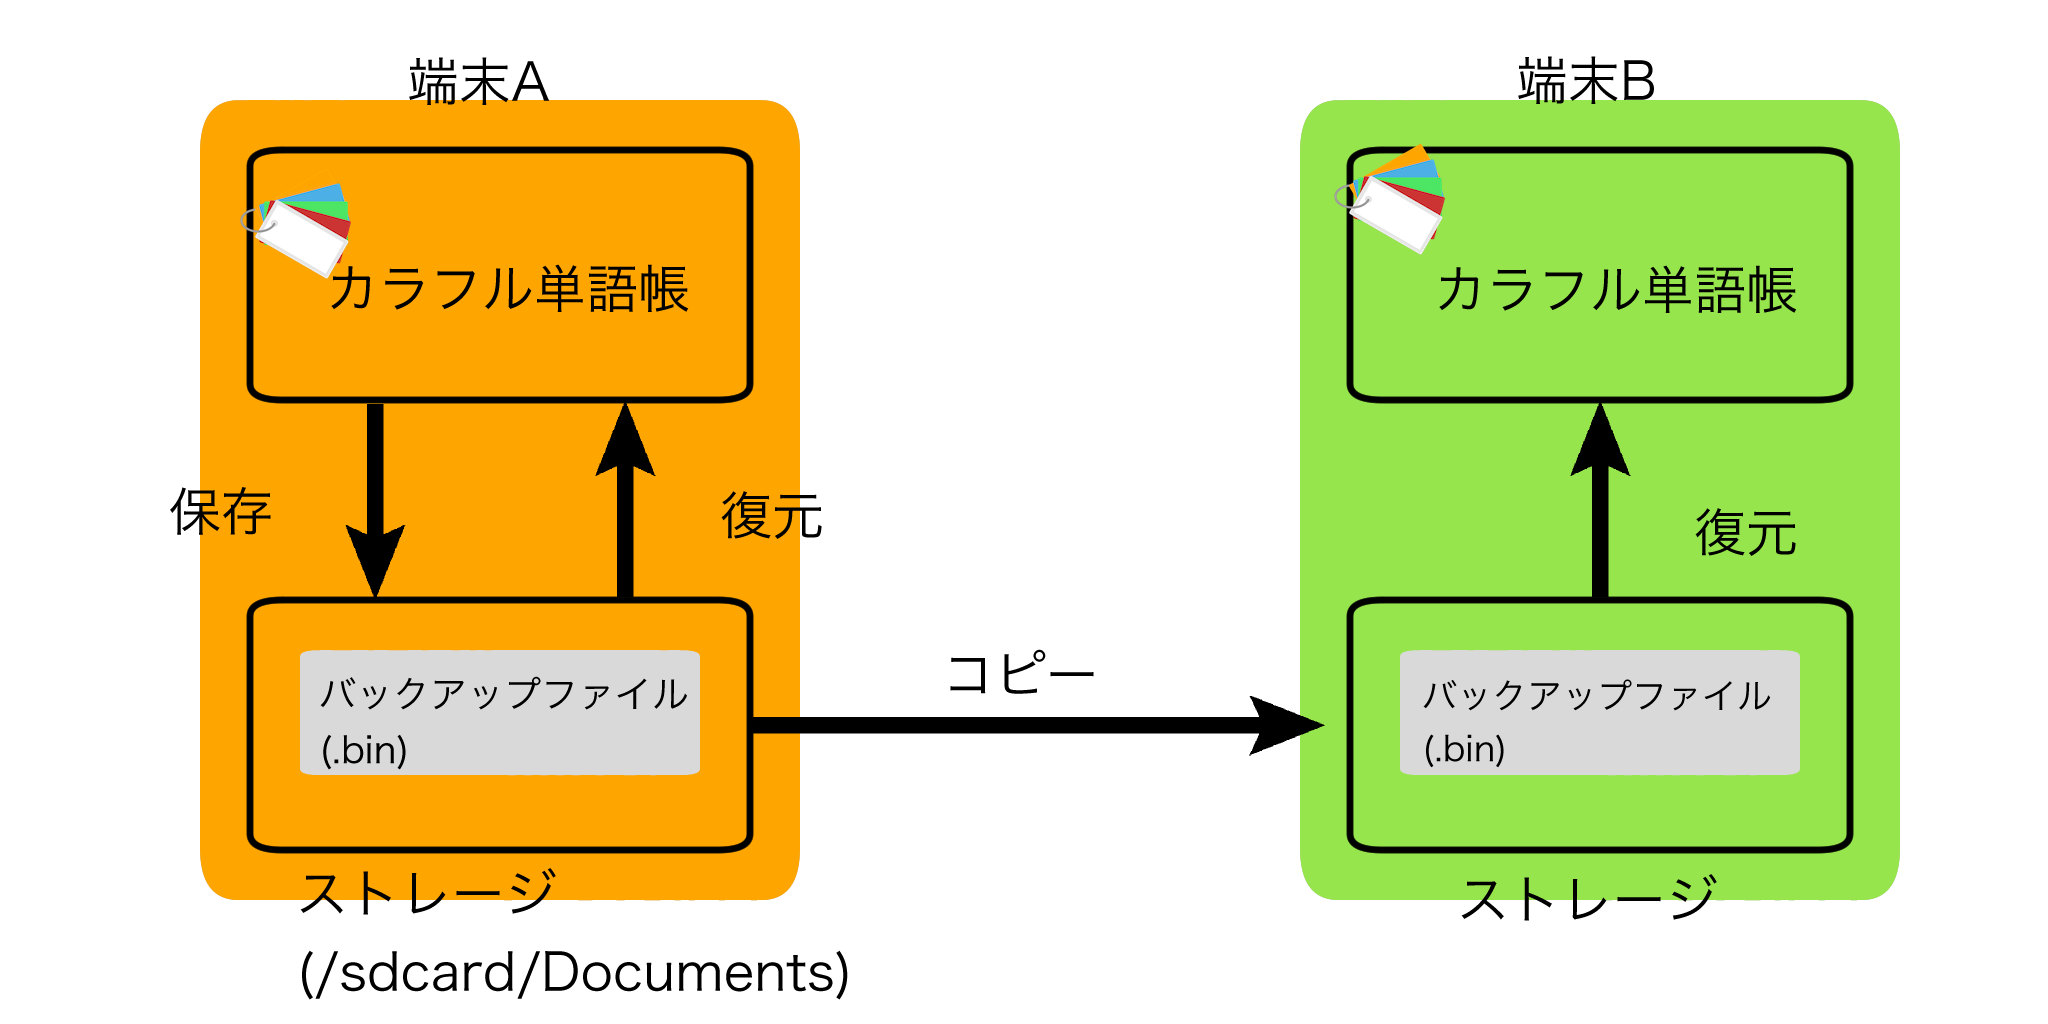 端末A
カラフル単語帳
保存
復元
バックアップファイル
(.bin)
ストレージ
(/sdcard/Documents)
コピー
端末B
カラフル単語帳
復元
バックアップファイル
(.bin)
ストレージ